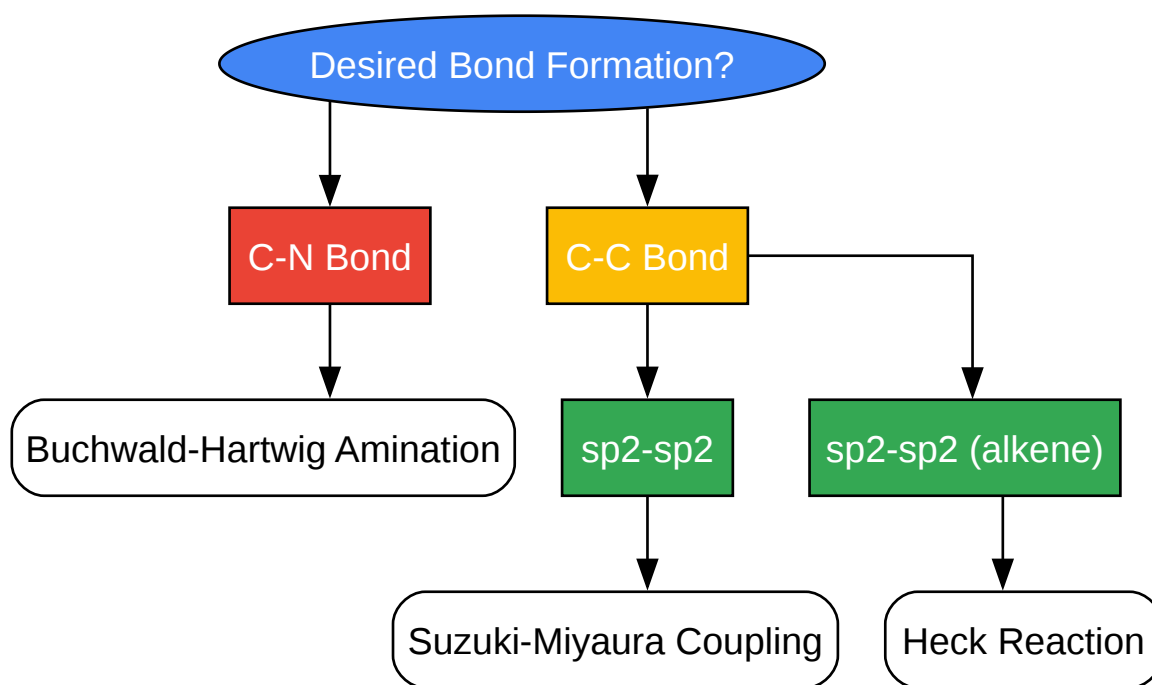 Desired Bond Formation?
C-N Bond
C-C Bond
Buchwald-Hartwig Amination
sp2-sp2
sp2-sp2 (alkene)
Suzuki-Miyaura Coupling
Heck Reaction